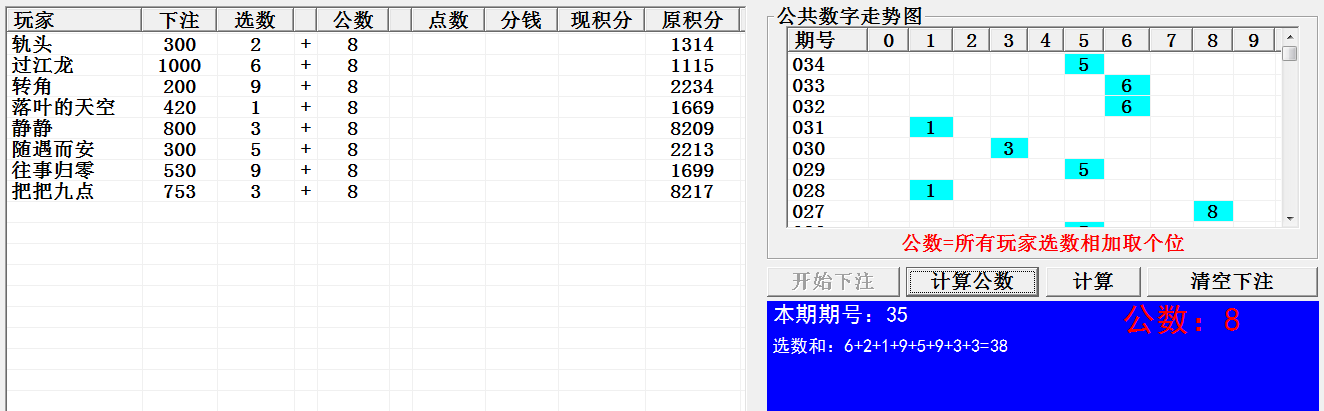 玩家 下注 选数 公数 点数 分钱 现积分 原积分
轨头 300 2 + 8 1314
过江龙 1000 6 + 8 1115
转角 200 9 + 8 2234
落叶的天空 420 1 + 8 1669
静静 800 3 + 8 8209
随遇而安 300 5 + 8 2213
往事归零 530 9 + 8 1699
把把九点 753 3 + 8 8217
公共数字走势图
期号 0 1 2 3 4 5 6 7 8 9
034 5
033 6
032 6
031 1
030 3
029 5
028 1
027 8
公数=所有玩家选数相加取个位
开始下注 计算公数 计算 清空下注
本期期号：35 公数：8
选数和：6+2+1+9+5+9+3+3=38